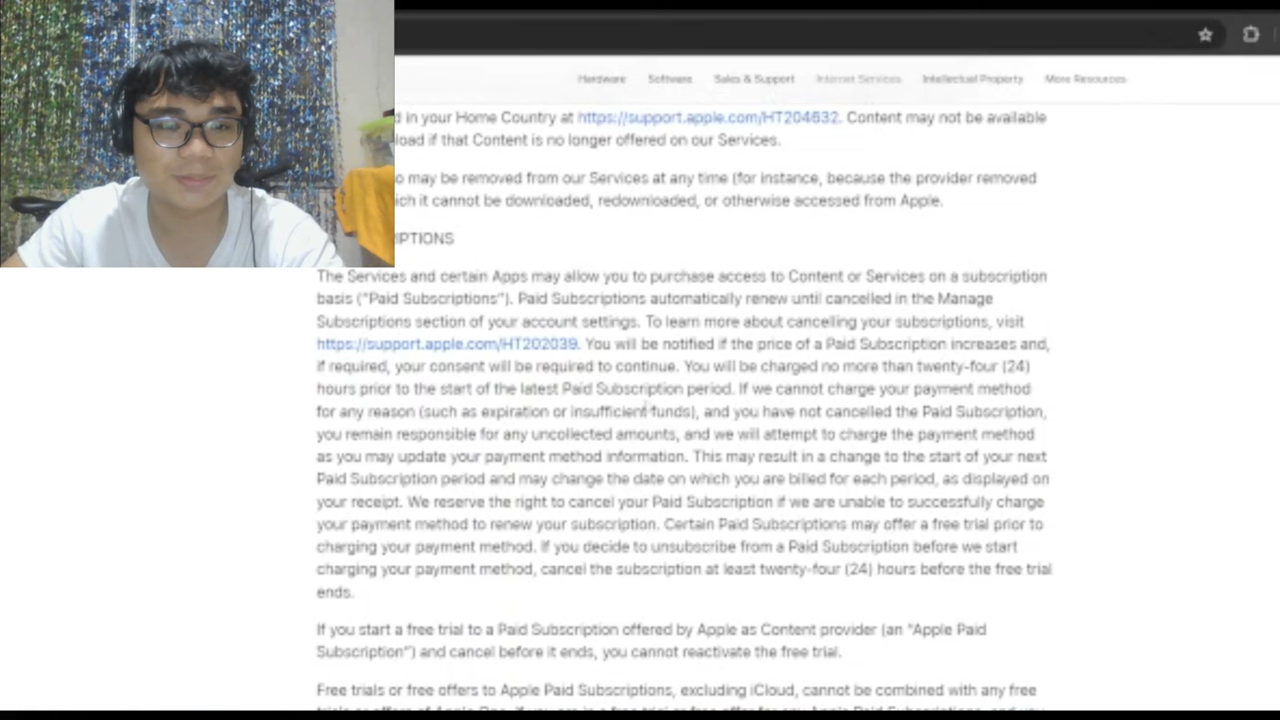 Hardware Software Sales & Support Internet Services Intellectual Property More Resources
d in your Home Country at https://support.apple.com/HT204632. Content may not be available
load if that Content is no longer offered on our Services.
o may be removed from our Services at any time (for instance, because the provider removed
ich it cannot be downloaded, redownloaded, or otherwise accessed from Apple.
IPTIONS
The Services and certain Apps may allow you to purchase access to Content or Services on a subscription
basis ("Paid Subscriptions"). Paid Subscriptions automatically renew until cancelled in the Manage
Subscriptions section of your account settings. To learn more about cancelling your subscriptions, visit
https://support.apple.com/HT202039. You will be notified if the price of a Paid Subscription increases and,
if required, your consent will be required to continue. You will be charged no more than twenty-four (24)
hours prior to the start of the latest Paid Subscription period. If we cannot charge your payment method
for any reason (such as expiration or insufficient funds), and you have not cancelled the Paid Subscription,
you remain responsible for any uncollected amounts, and we will attempt to charge the payment method
as you may update your payment method information. This may result in a change to the start of your next
Paid Subscription period and may change the date on which you are billed for each period, as displayed on
your receipt. We reserve the right to cancel your Paid Subscription if we are unable to successfully charge
your payment method to renew your subscription. Certain Paid Subscriptions may offer a free trial prior to
charging your payment method. If you decide to unsubscribe from a Paid Subscription before we start
charging your payment method, cancel the subscription at least twenty-four (24) hours before the free trial
ends.
If you start a free trial to a Paid Subscription offered by Apple as Content provider (an "Apple Paid
Subscription") and cancel before it ends, you cannot reactivate the free trial.
Free trials or free offers to Apple Paid Subscriptions, excluding iCloud, cannot be combined with any free